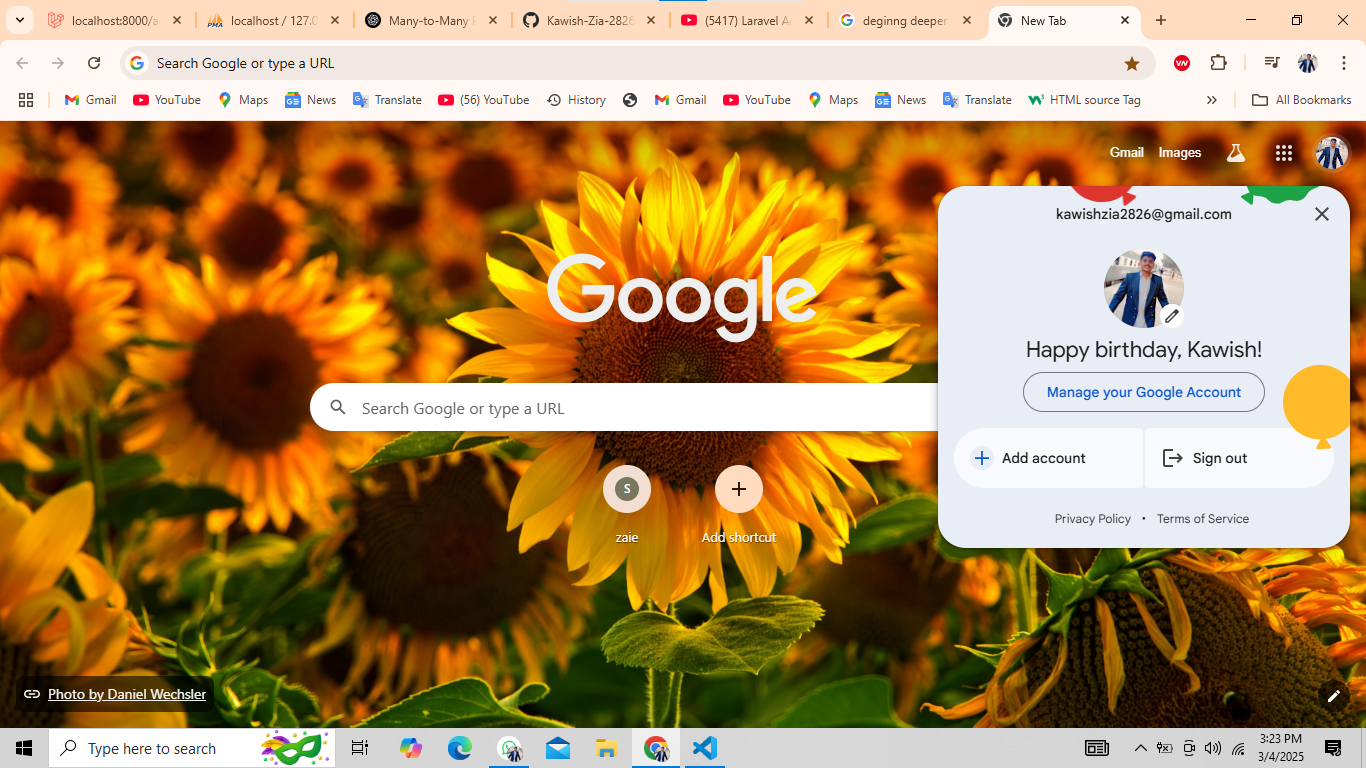 localhost:8000/a
localhost / 127.0
Many-to-Many
Kawish-Zia-2826
(5417) Laravel A
deginng deeper
New Tab
Search Google or type a URL
Gmail
YouTube
Maps
News
Translate
(56) YouTube
History
Gmail
YouTube
Maps
News
Translate
HTML source Tag
All Bookmarks
Gmail
Images
kawishzia2826@gmail.com
Google
Happy birthday, Kawish!
Manage your Google Account
Search Google or type a URL
Add account
Sign out
S
zaie
Add shortcut
Privacy Policy • Terms of Service
Photo by Daniel Wechsler
Type here to search
3:23 PM
3/4/2025